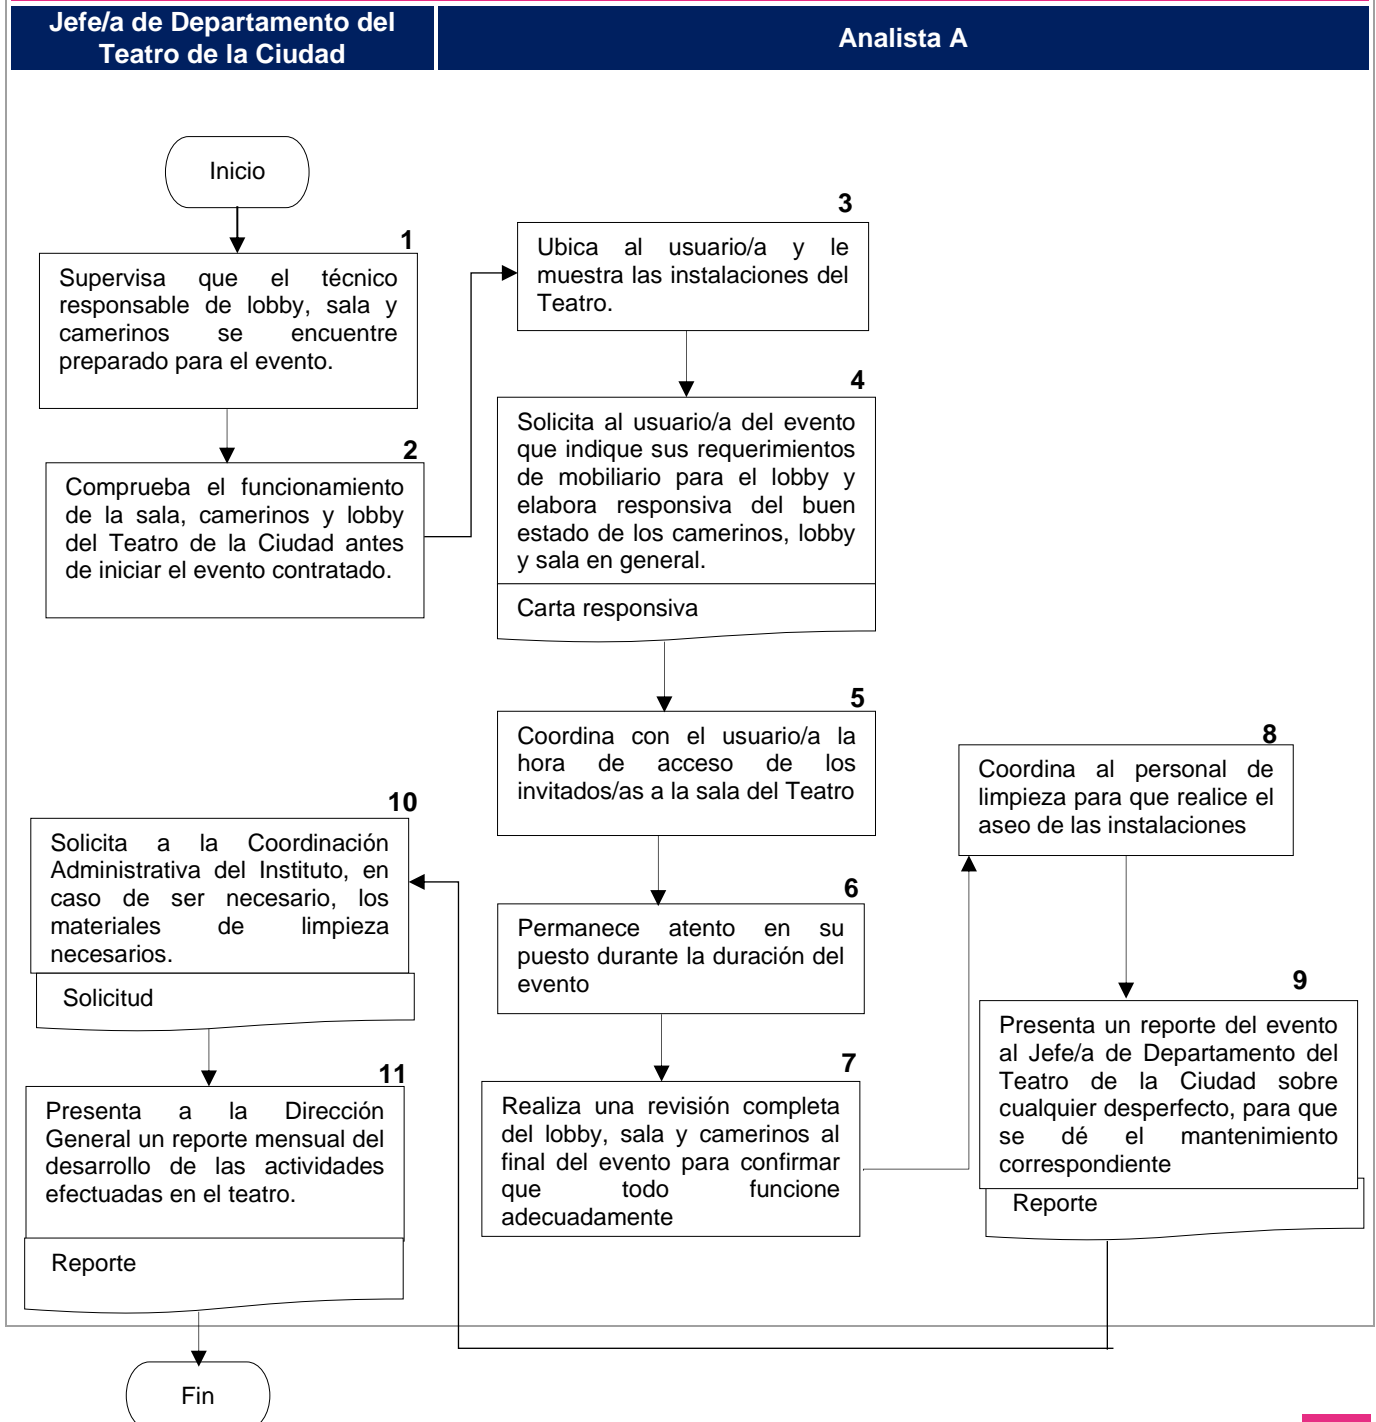 Jefe/a de Departamento del
Teatro de la Ciudad
Analista A
Inicio
1
Supervisa que el técnico
responsable de lobby, sala y
camerinos se encuentre
preparado para el evento.
2
Comprueba el funcionamiento
de la sala, camerinos y lobby
del Teatro de la Ciudad antes
de iniciar el evento contratado.
3
Ubica al usuario/a y le
muestra las instalaciones del
Teatro.
4
Solicita al usuario/a del evento
que indique sus requerimientos
de mobiliario para el lobby y
elabora responsiva del buen
estado de los camerinos, lobby
y sala en general.
Carta responsiva
5
Coordina con el usuario/a la
hora de acceso de los
invitados/as a la sala del Teatro
6
Permanece atento en su
puesto durante la duración del
evento
7
Realiza una revisión completa
del lobby, sala y camerinos al
final del evento para confirmar
que todo funcione
adecuadamente
8
Coordina al personal de
limpieza para que realice el
aseo de las instalaciones
9
Presenta un reporte del evento
al Jefe/a de Departamento del
Teatro de la Ciudad sobre
cualquier desperfecto, para que
se dé el mantenimiento
correspondiente
Reporte
10
Solicita a la Coordinación
Administrativa del Instituto, en
caso de ser necesario, los
materiales de limpieza
necesarios.
Solicitud
11
Presenta a la Dirección
General un reporte mensual del
desarrollo de las actividades
efectuadas en el teatro.
Reporte
Fin